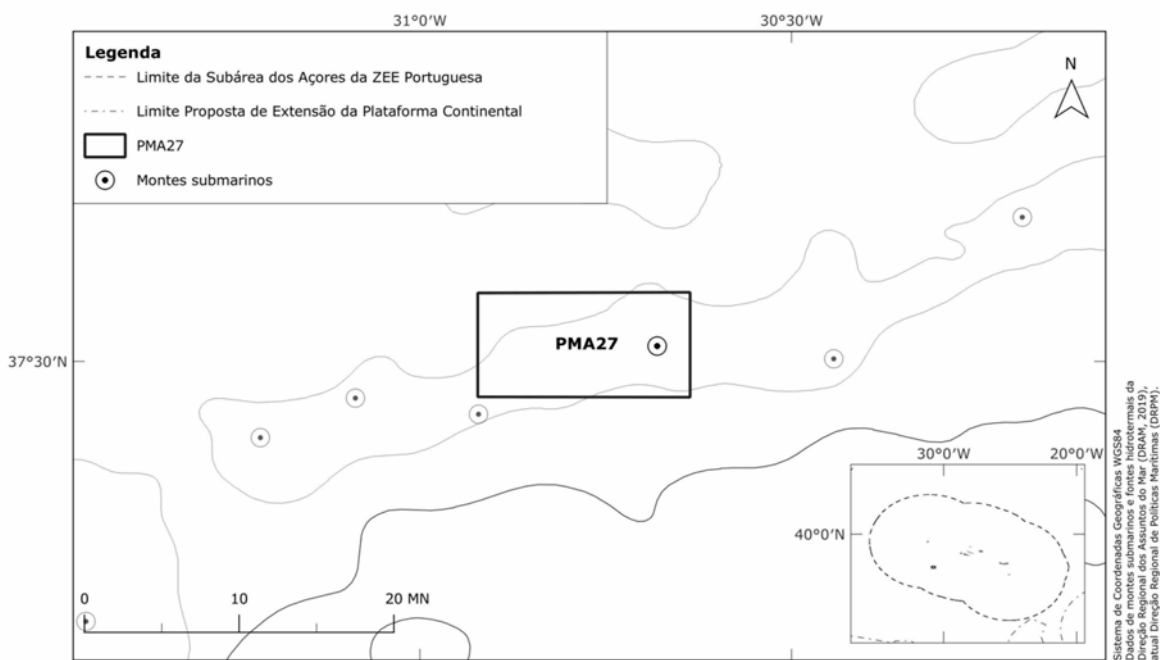 31°0'W
30°30'W
Legenda
Limite da Subárea dos Açores da ZEE Portuguesa
Limite Proposta de Extensão da Plataforma Continental
PMA27
Montes submarinos
N
PMA27
37°30'N
30°0'W
20°0'W
40°0'N
0
10
20 MN
Sistema de Coordenadas Geográficas WGS84
Dados de montes submarinos e fontes hidrotermais da
Direção Regional dos Assuntos do Mar (DRAM, 2019),
atual Direção Regional de Políticas Marítimas (DRPM).